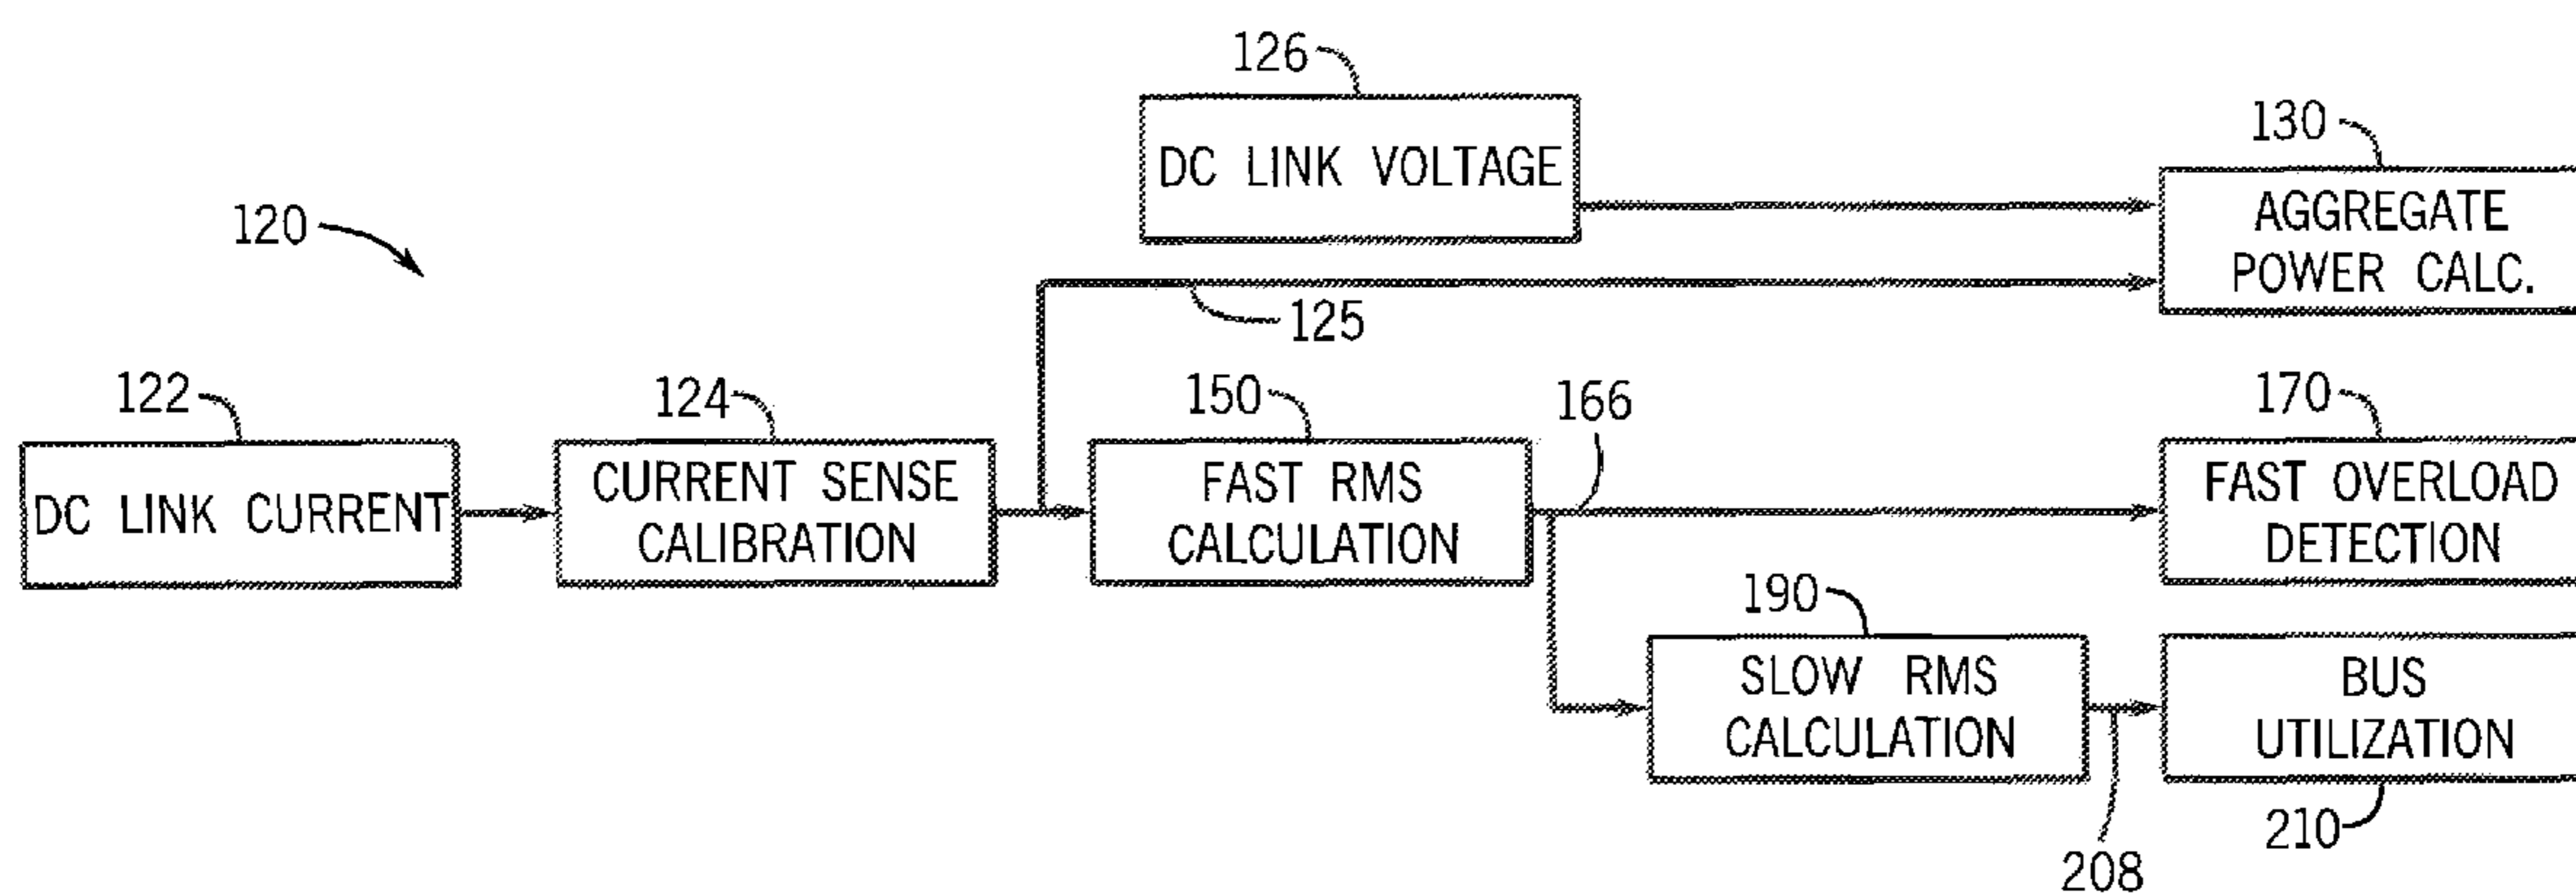 126
DC LINK VOLTAGE
130
AGGREGATE
POWER CALC.
120
125
122
DC LINK CURRENT
124
CURRENT SENSE
CALIBRATION
150
FAST RMS
CALCULATION
166
170
FAST OVERLOAD
DETECTION
190
SLOW RMS
CALCULATION
208
BUS
UTILIZATION
210